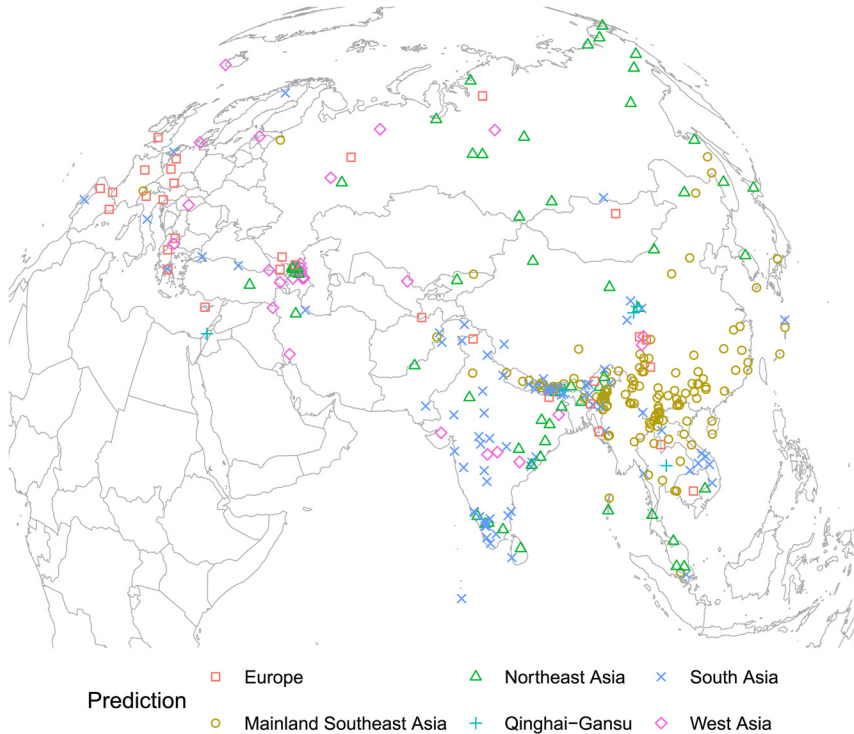 Prediction
Europe
Northeast Asia
South Asia
Mainland Southeast Asia
Qinghai−Gansu
West Asia